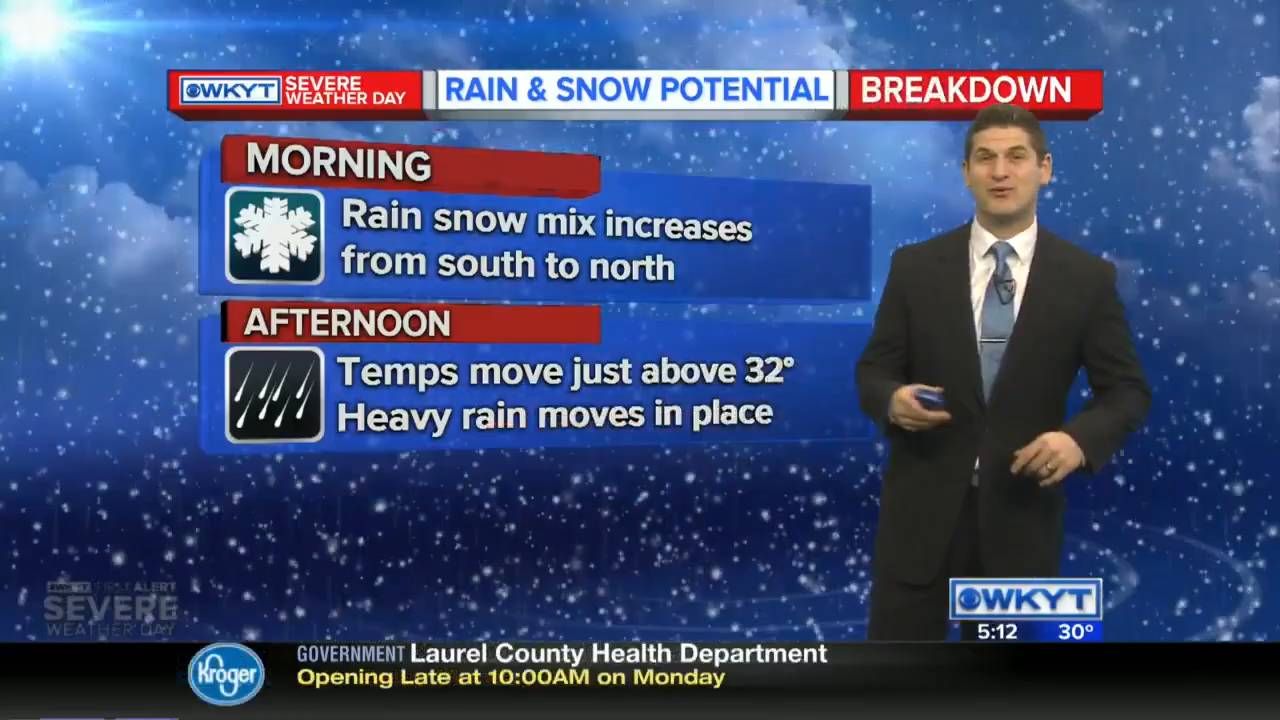 WKYT SEVERE WEATHER DAY RAIN & SNOW POTENTIAL BREAKDOWN
MORNING
Rain snow mix increases
from south to north
AFTERNOON
Temps move just above 32°
Heavy rain moves in place
FIRST ALERT
SEVERE
WEATHER DAY
WKYT
5:12 30°
Kroger
GOVERNMENT Laurel County Health Department
Opening Late at 10:00AM on Monday